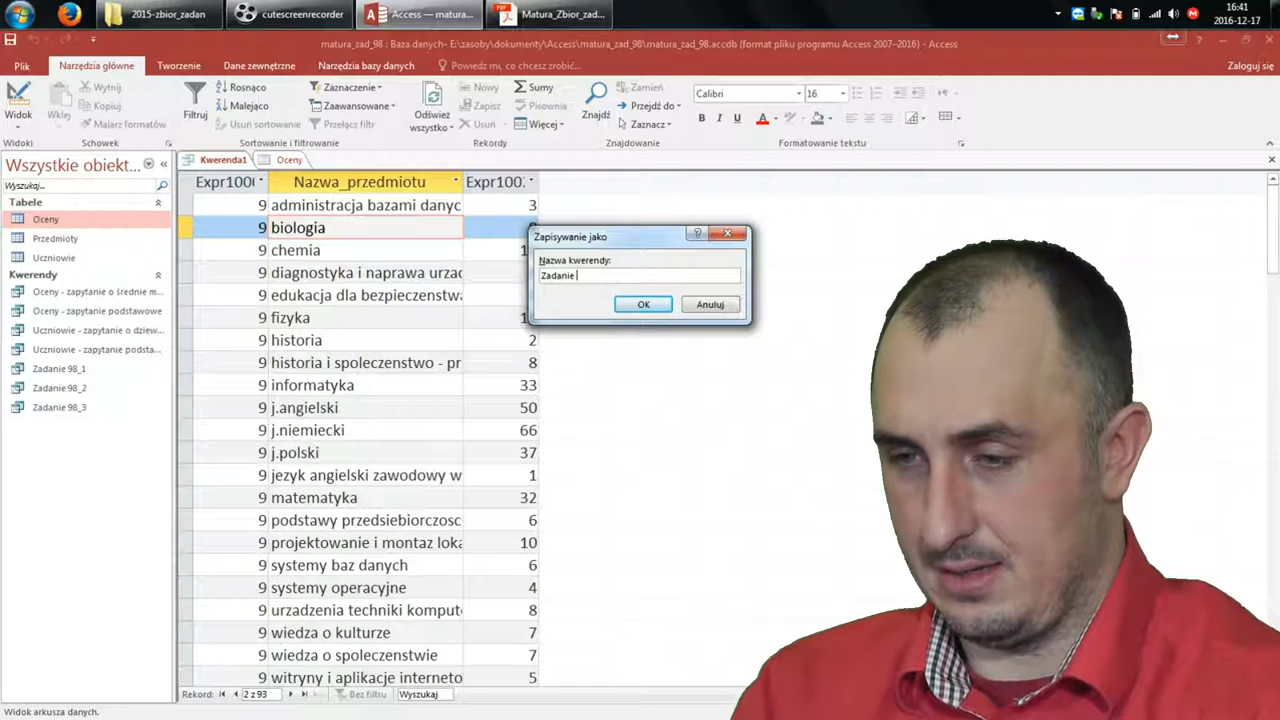 2015-zbior_zadan
cutescreenrecorder
Access — matura...
Matura_Zbior_zad...
16:41
2016-12-17
matura_zad_98 : Baza danych- E:\zasoby\dokumenty\Access\matura_zad_98\matura_zad_98.accdb (format pliku programu Access 2007–2016) - Access
Plik
Narzędzia główne
Tworzenie
Dane zewnętrzne
Narzędzia bazy danych
Powiedz mi, co chcesz zrobić...
Zaloguj się
Widok
Wklej
Wytnij
Kopiuj
Malarz formatów
Filtruj
Rosnąco
Malejąco
Usuń sortowanie
Zaznaczenie
Zaawansowane
Przełącz filtr
Odśwież wszystko
Nowy
Zapisz
Usuń
Sumy
Pisownia
Więcej
Znajdź
Zamień
Przejdź do
Zaznacz
Calibri
16
B I U
Widoki
Schowek
Sortowanie i filtrowanie
Rekordy
Znajdowanie
Formatowanie tekstu
Wszystkie obiekt...
Wyszukaj...
Tabele
Oceny
Przedmioty
Uczniowie
Kwerendy
Oceny - zapytanie o średnie m...
Oceny - zapytanie podstawowe
Uczniowie - zapytanie o dziew...
Uczniowie - zapytanie podsta...
Zadanie 98_1
Zadanie 98_2
Zadanie 98_3
Kwerenda1
Oceny
Nazwa_przedmiotu
9 administracja bazami danyc 3
9 biologia
9 chemia
9 diagnostyka i naprawa urzad
9 edukacja dla bezpieczenstwa
9 fizyka
9 historia 2
9 historia i spoleczenstwo - pr 8
9 informatyka 33
9 j.angielski 50
9 j.niemiecki 66
9 j.polski 37
9 jezyk angielski zawodowy w 1
9 matematyka 32
9 podstawy przedsiebiorczosc 6
9 projektowanie i montaz loka 10
9 systemy baz danych 6
9 systemy operacyjne 4
9 urzadzenia techniki kompute 8
9 wiedza o kulturze 7
9 wiedza o spoleczenstwie 7
9 witryny i aplikacje interneto 5
Zapisywanie jako
Nazwa kwerendy:
Zadanie
OK
Anuluj
Rekord: 2 z 93
Bez filtru
Wyszukaj
Widok arkusza danych.